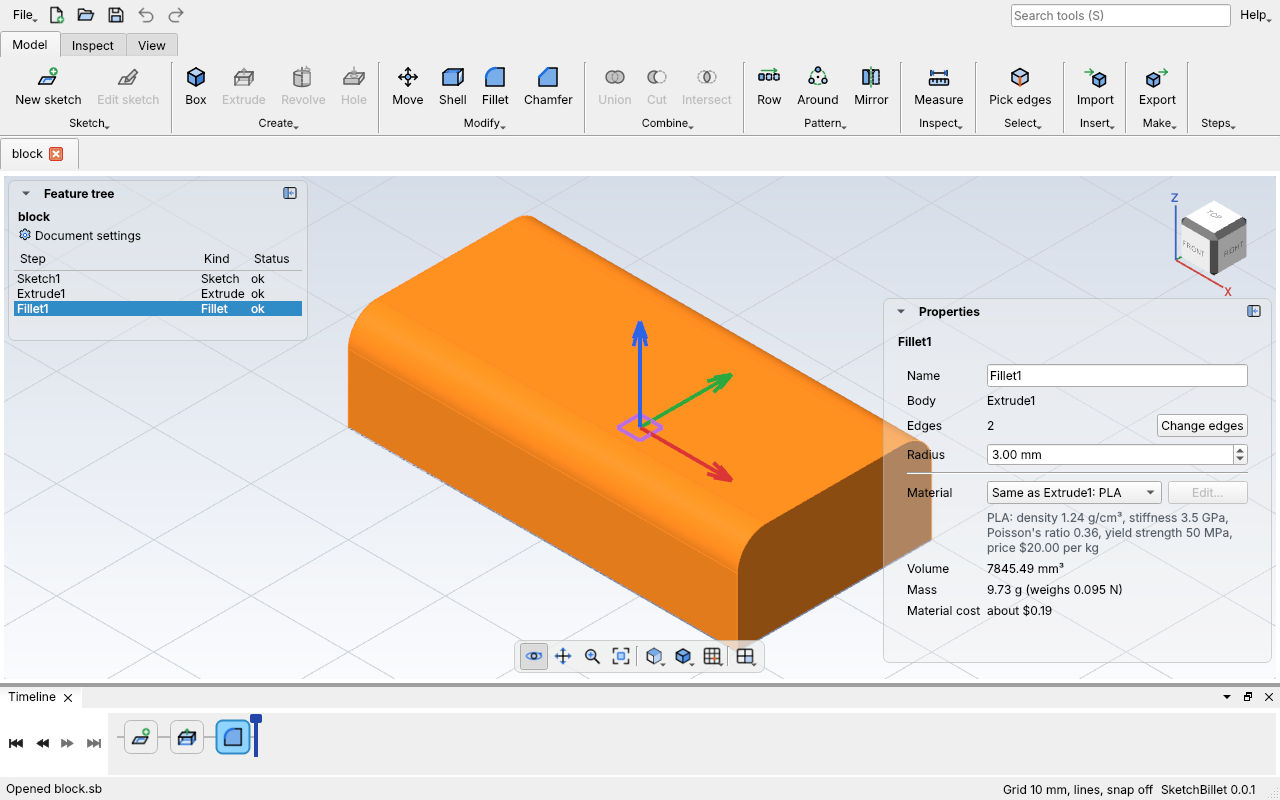 File
Search tools (S)
Help
Model
Inspect
View
New sketch
Edit sketch
Box
Extrude
Revolve
Hole
Move
Shell
Fillet
Chamfer
Union
Cut
Intersect
Row
Around
Mirror
Measure
Pick edges
Import
Export
Sketch
Create
Modify
Combine
Pattern
Inspect
Select
Insert
Make
Steps
block
Feature tree
block
Document settings
Step Kind Status
Sketch1 Sketch ok
Extrude1 Extrude ok
Fillet1 Fillet ok
Z
TOP
FRONT
RIGHT
X
Properties
Fillet1
Name Fillet1
Body Extrude1
Edges 2 Change edges
Radius 3.00 mm
Material Same as Extrude1: PLA Edit...
PLA: density 1.24 g/cm³, stiffness 3.5 GPa,
Poisson's ratio 0.36, yield strength 50 MPa,
price $20.00 per kg
Volume 7845.49 mm³
Mass 9.73 g (weighs 0.095 N)
Material cost about $0.19
Timeline
Opened block.sb
Grid 10 mm, lines, snap off SketchBillet 0.0.1